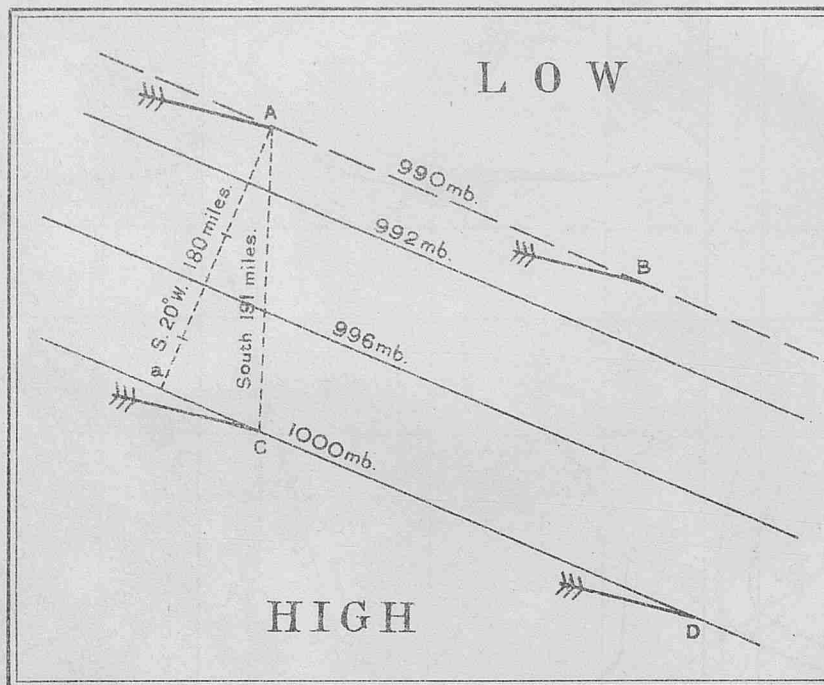 LOW
A
990mb.
992mb.
B
S. 20°W. 180 miles.
South 191 miles.
996mb.
a
C
1000mb.
HIGH
D